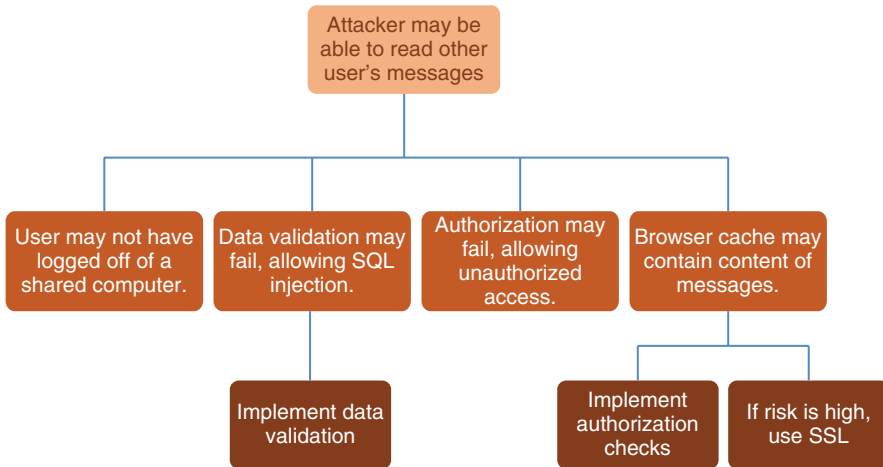 Attacker may be
able to read other
user's messages
User may not have
logged off of a
shared computer.
Data validation may
fail, allowing SQL
injection.
Authorization may
fail, allowing
unauthorized
access.
Browser cache may
contain content of
messages.
Implement data
validation
Implement
authorization
checks
If risk is high,
use SSL